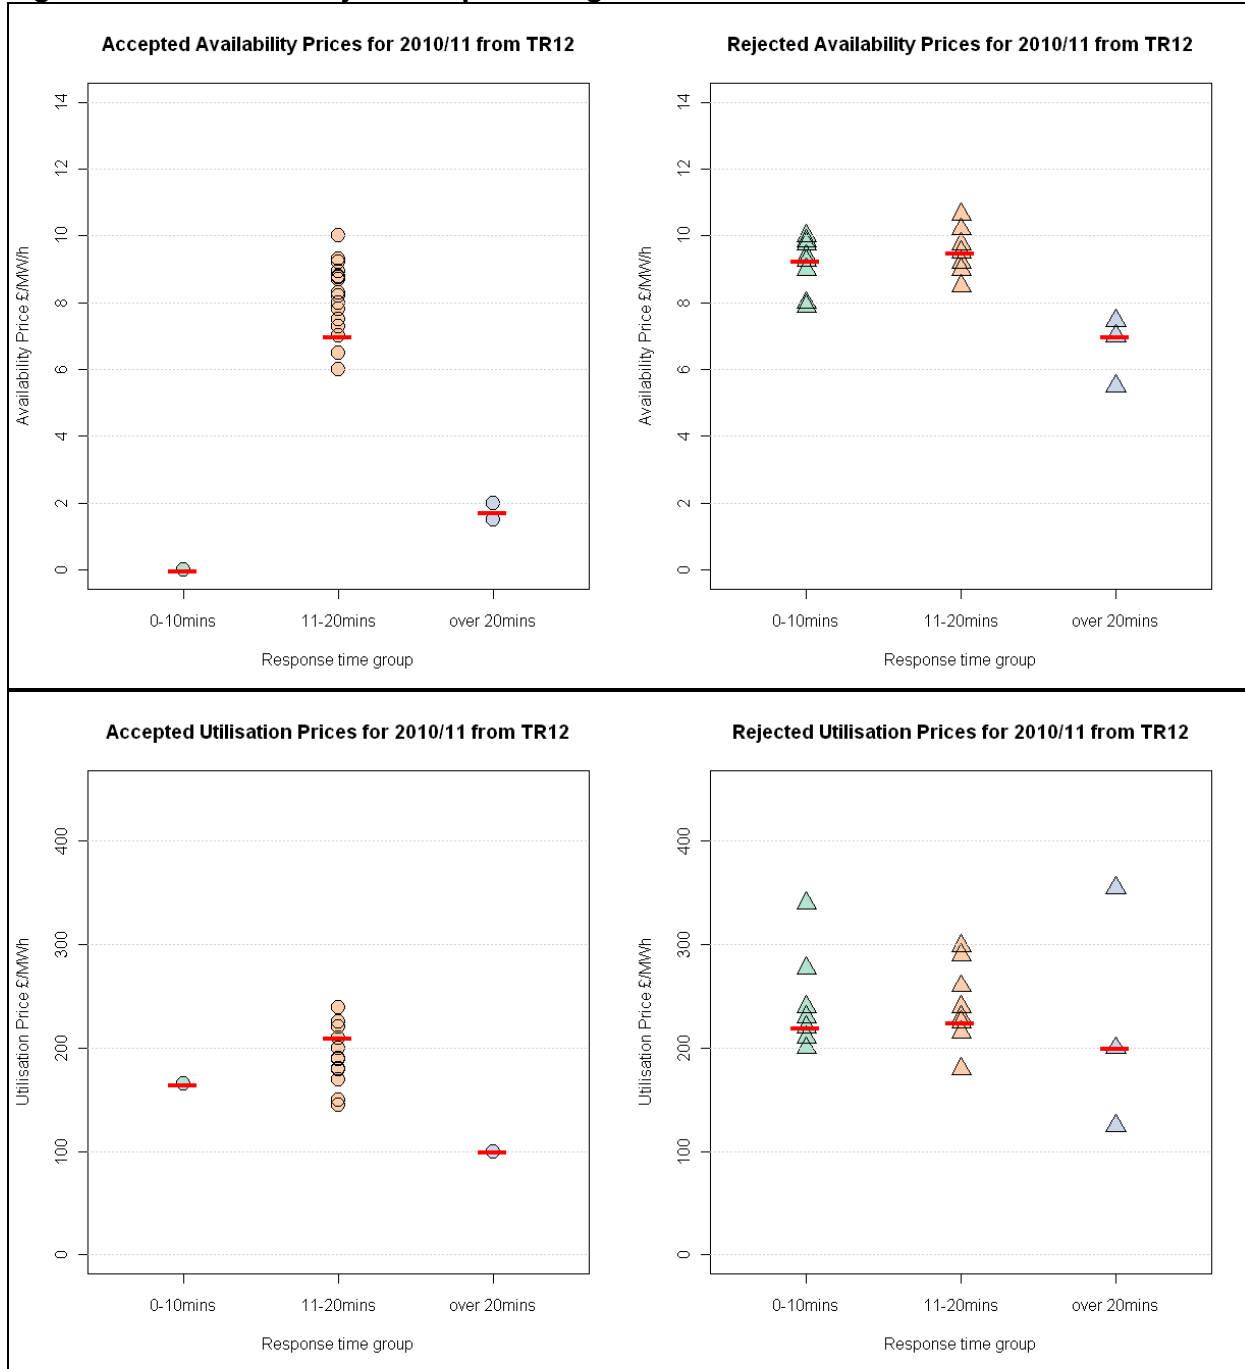 Accepted Availability Prices for 2010/11 from TR12
Availability Price £/MW/h
14
12
10
8
6
4
2
0
0-10mins
11-20mins
over 20mins
Response time group
Rejected Availability Prices for 2010/11 from TR12
Availability Price £/MW/h
14
12
10
8
6
4
2
0
0-10mins
11-20mins
over 20mins
Response time group
Accepted Utilisation Prices for 2010/11 from TR12
Utilisation Price £/MWh
400
300
200
100
0
0-10mins
11-20mins
over 20mins
Response time group
Rejected Utilisation Prices for 2010/11 from TR12
Utilisation Price £/MWh
400
300
200
100
0
0-10mins
11-20mins
over 20mins
Response time group